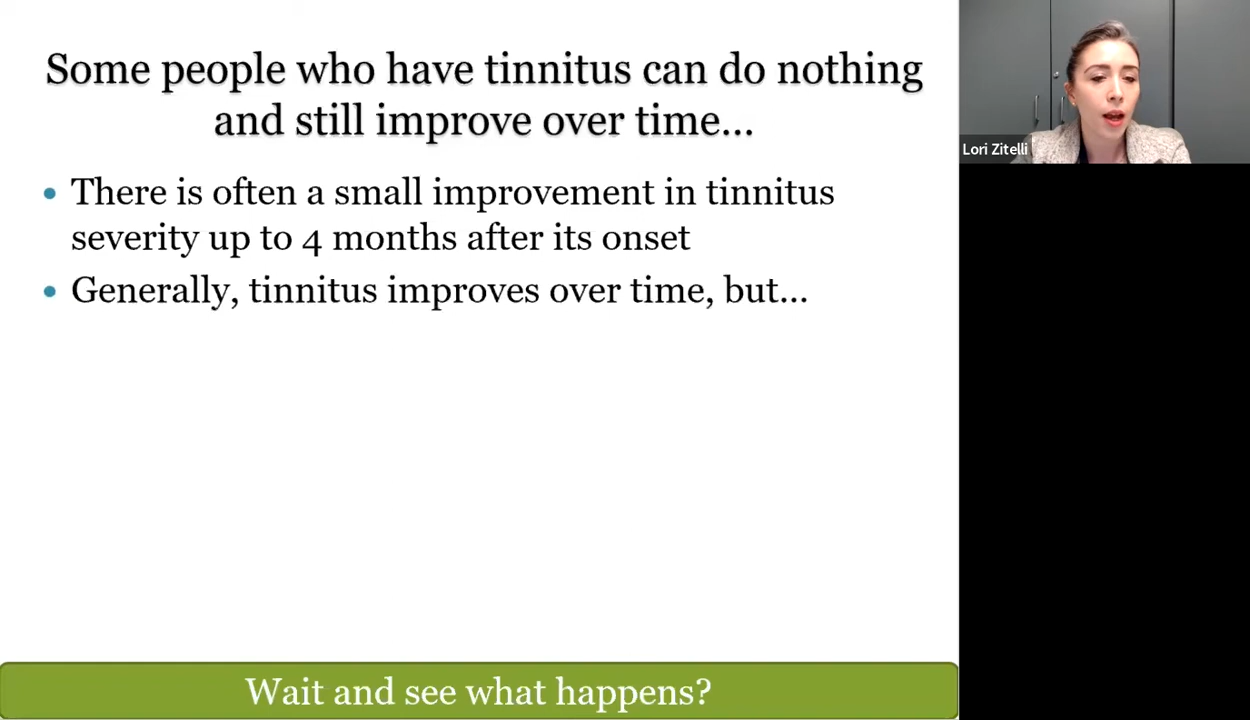 Some people who have tinnitus can do nothing
and still improve over time...
• There is often a small improvement in tinnitus
severity up to 4 months after its onset
• Generally, tinnitus improves over time, but...
Wait and see what happens?
Lori Zitelli